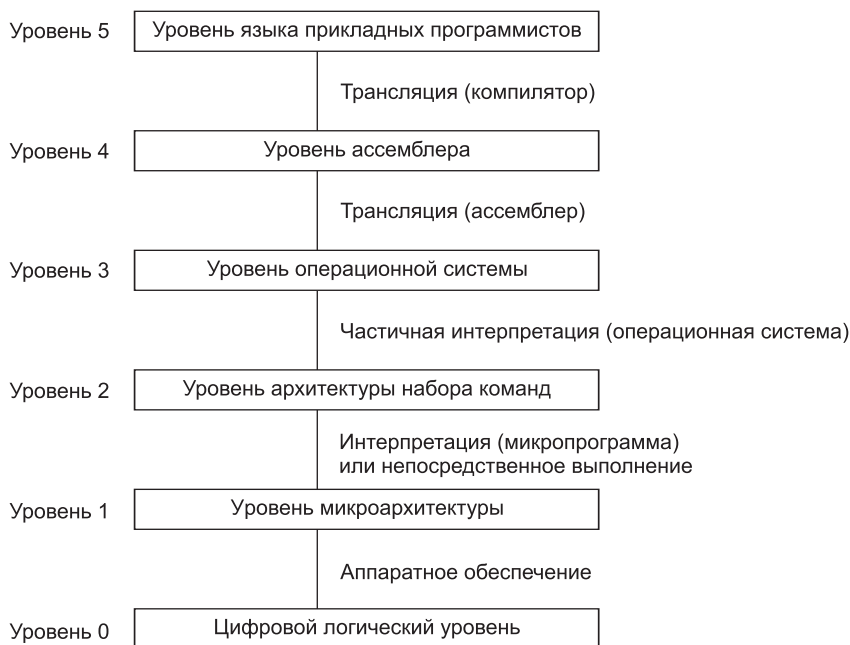 Уровень 5
Уровень языка прикладных программистов
Трансляция (компилятор)
Уровень 4
Уровень ассемблера
Трансляция (ассемблер)
Уровень 3
Уровень операционной системы
Частичная интерпретация (операционная система)
Уровень 2
Уровень архитектуры набора команд
Интерпретация (микропрограмма)
или непосредственное выполнение
Уровень 1
Уровень микроархитектуры
Аппаратное обеспечение
Уровень 0
Цифровой логический уровень